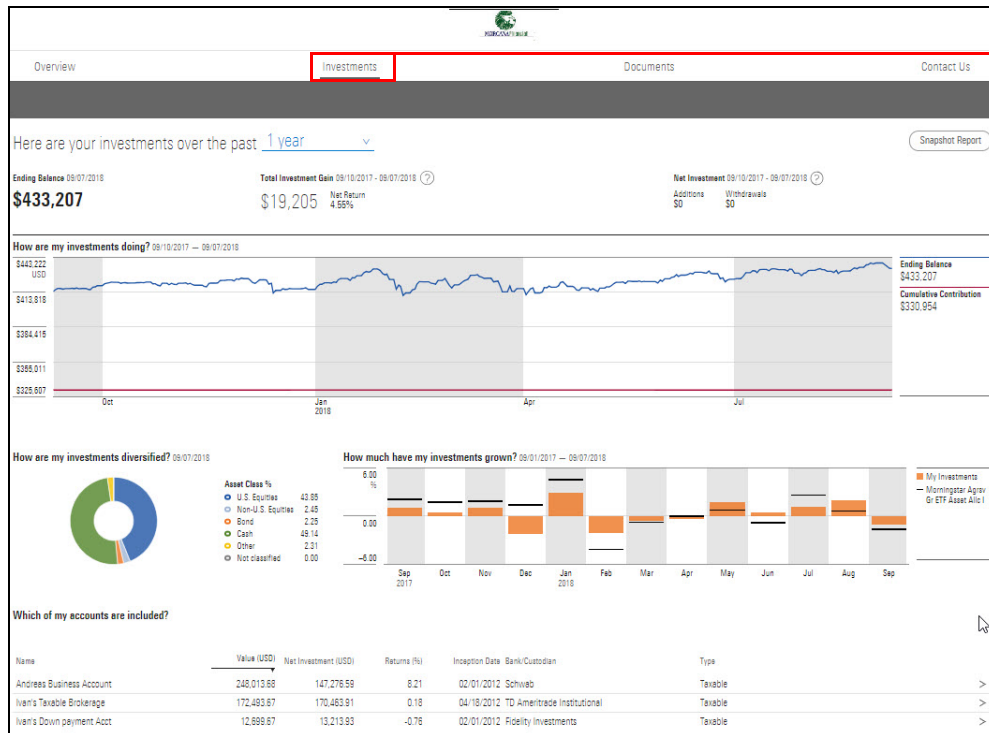 Overview Investments Documents Contact Us
Here are your investments over the past 1 year
Snapshot Report
Ending Balance 09/07/2018
$433,207
Total Investment Gain 09/10/2017 - 09/07/2018 ?
$19,205 Net Return
4.55%
Net Investment 09/10/2017 - 09/07/2018 ?
Additions Withdrawals
$0 $0
How are my investments doing? 09/10/2017 — 09/07/2018
$443,222
USD
$413,818
$384,415
$355,011
$325,607
Oct Jan Apr Jul
2018
Ending Balance
$433,207
Cumulative Contribution
$330,954
How are my investments diversified? 09/07/2018
Asset Class %
U.S. Equities 43.85
Non-U.S. Equities 2.45
Bond 2.25
Cash 49.14
Other 2.31
Not classified 0.00
How much have my investments grown? 09/01/2017 — 09/07/2018
6.00
%
0.00
-6.00
Sep Oct Nov Dec Jan Feb Mar Apr May Jun Jul Aug Sep
2017 2018
My Investments
Morningstar Agrsv
Gr ETF Asset Allc I
Which of my accounts are included?
Name Value (USD) Net Investment (USD) Returns (%) Inception Date Bank/Custodian Type
Andreas Business Account 248,013.68 147,276.59 8.21 02/01/2012 Schwab Taxable >
Ivan's Taxable Brokerage 172,493.67 170,463.91 0.18 04/18/2012 TD Ameritrade Institutional Taxable >
Ivan's Down payment Acct 12,699.67 13,213.93 -0.76 02/01/2012 Fidelity Investments Taxable >